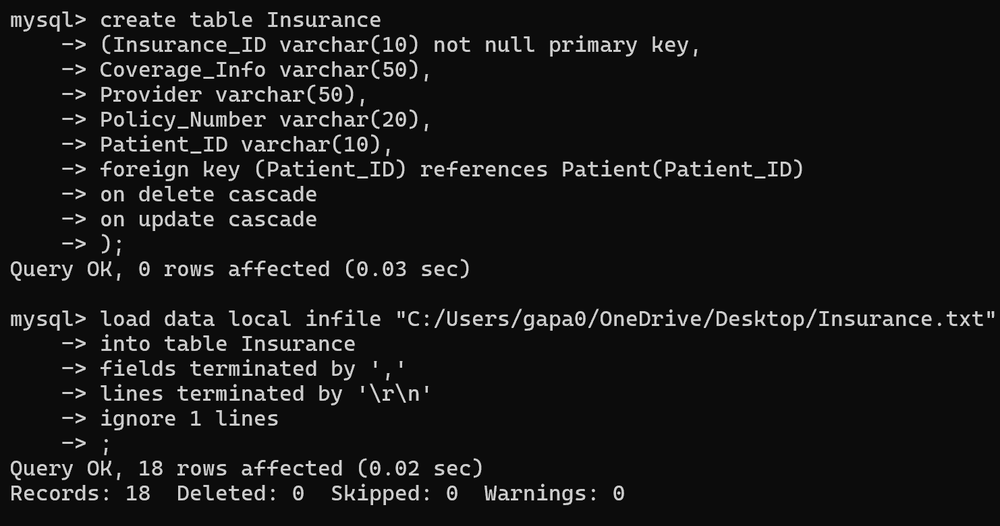 mysql> create table Insurance
    -> (Insurance_ID varchar(10) not null primary key,
    -> Coverage_Info varchar(50),
    -> Provider varchar(50),
    -> Policy_Number varchar(20),
    -> Patient_ID varchar(10),
    -> foreign key (Patient_ID) references Patient(Patient_ID)
    -> on delete cascade
    -> on update cascade
    -> );
Query OK, 0 rows affected (0.03 sec)

mysql> load data local infile "C:/Users/gapa0/OneDrive/Desktop/Insurance.txt"
    -> into table Insurance
    -> fields terminated by ','
    -> lines terminated by '\r\n'
    -> ignore 1 lines
    -> ;
Query OK, 18 rows affected (0.02 sec)
Records: 18  Deleted: 0  Skipped: 0  Warnings: 0